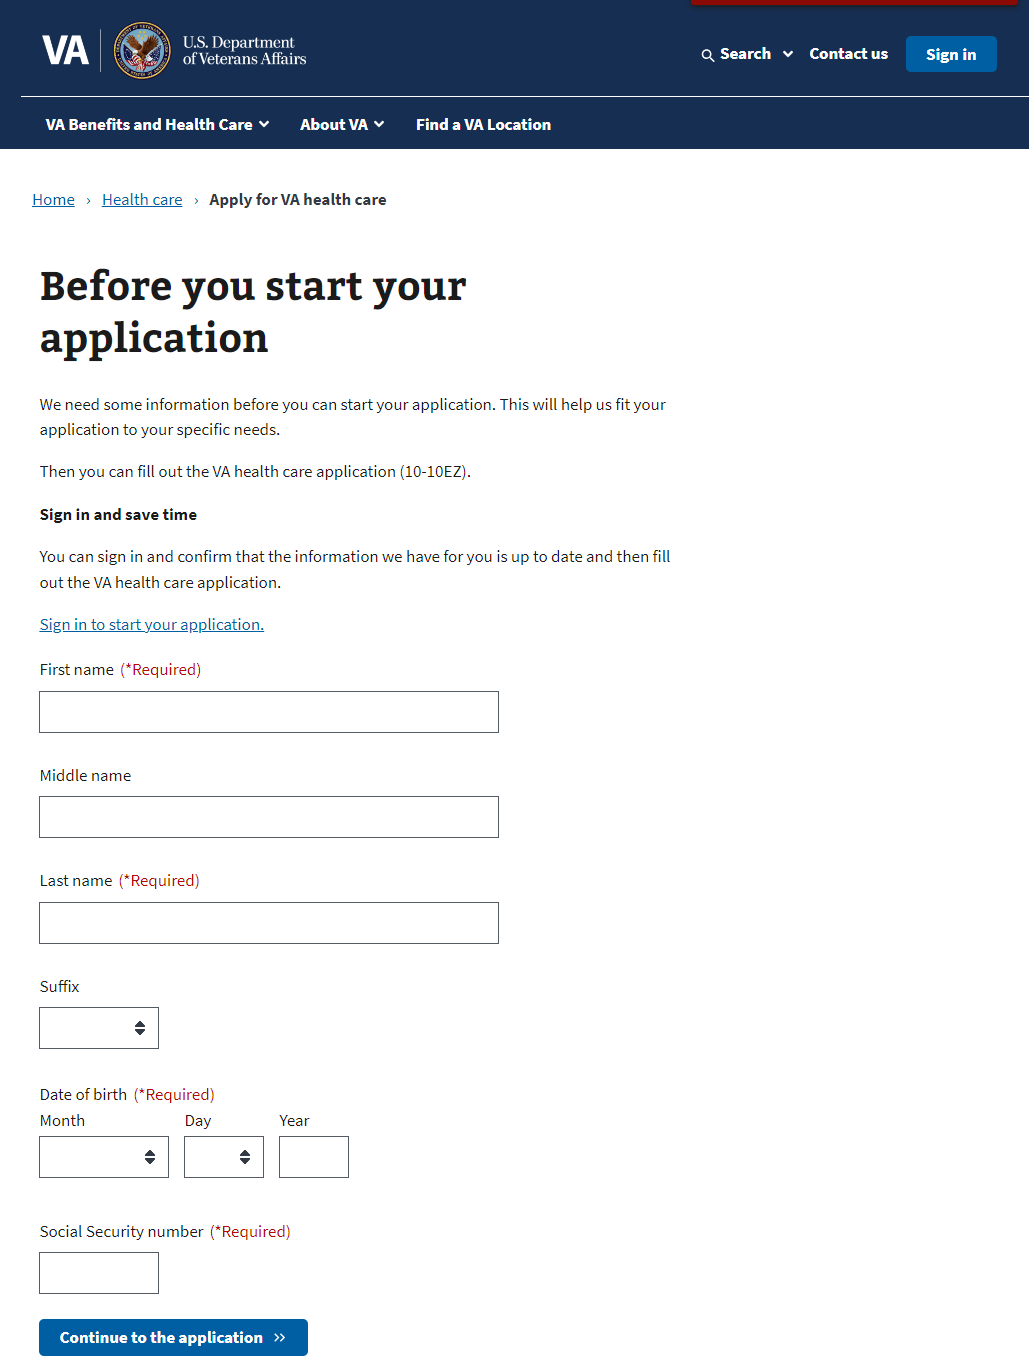 VA
U.S. Department
of Veterans Affairs
Search
Contact us
Sign in
VA Benefits and Health Care
About VA
Find a VA Location
Home › Health care › Apply for VA health care
Before you start your
application
We need some information before you can start your application. This will help us fit your
application to your specific needs.
Then you can fill out the VA health care application (10-10EZ).
Sign in and save time
You can sign in and confirm that the information we have for you is up to date and then fill
out the VA health care application.
Sign in to start your application.
First name (*Required)
Middle name
Last name (*Required)
Suffix
Date of birth (*Required)
Month Day Year
Social Security number (*Required)
Continue to the application »